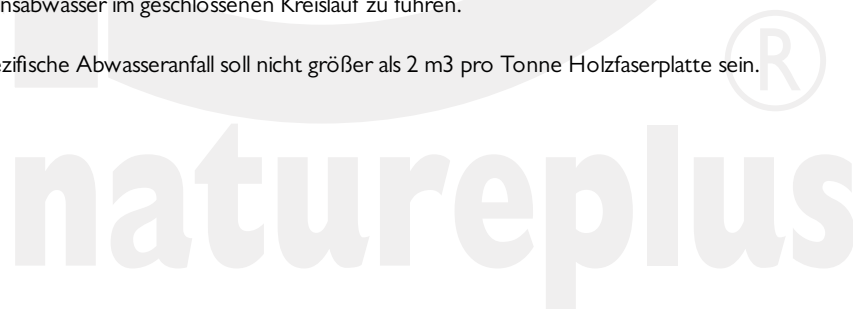 nsabwasser im geschlossenen Kreislauf zu führen.
ezifische Abwasseranfall soll nicht größer als 2 m3 pro Tonne Holzfaserplatte sein.
®
natureplus